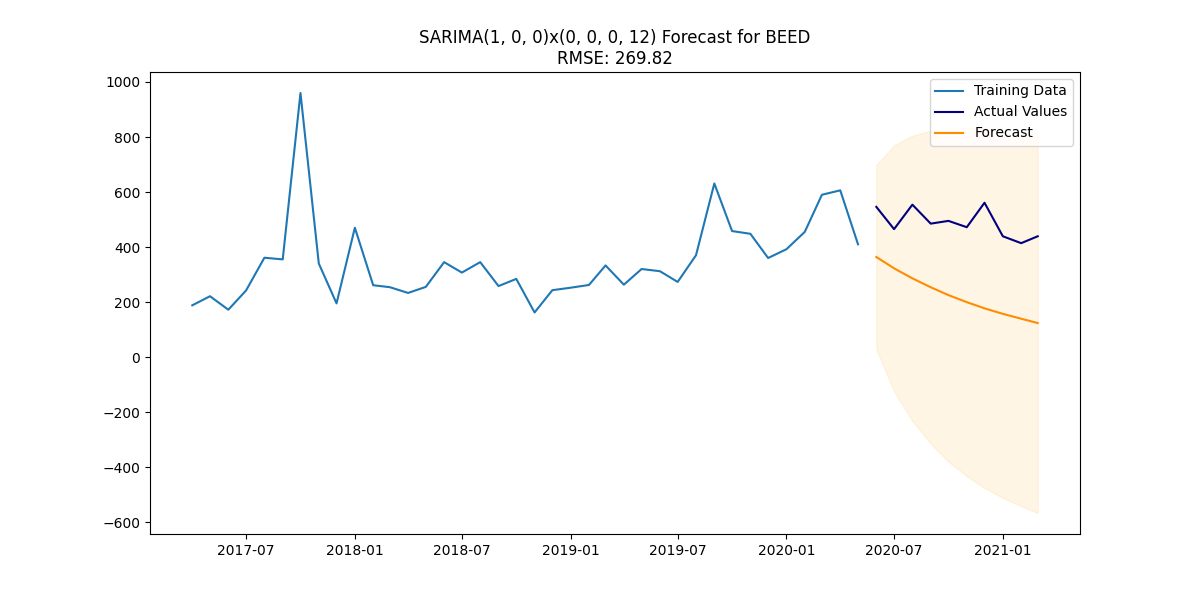 SARIMA(1, 0, 0)x(0, 0, 0, 12) Forecast for BEED
RMSE: 269.82
Training Data
Actual Values
Forecast
1000
800
600
400
200
0
−200
−400
−600
2017-07 2018-01 2018-07 2019-01 2019-07 2020-01 2020-07 2021-01